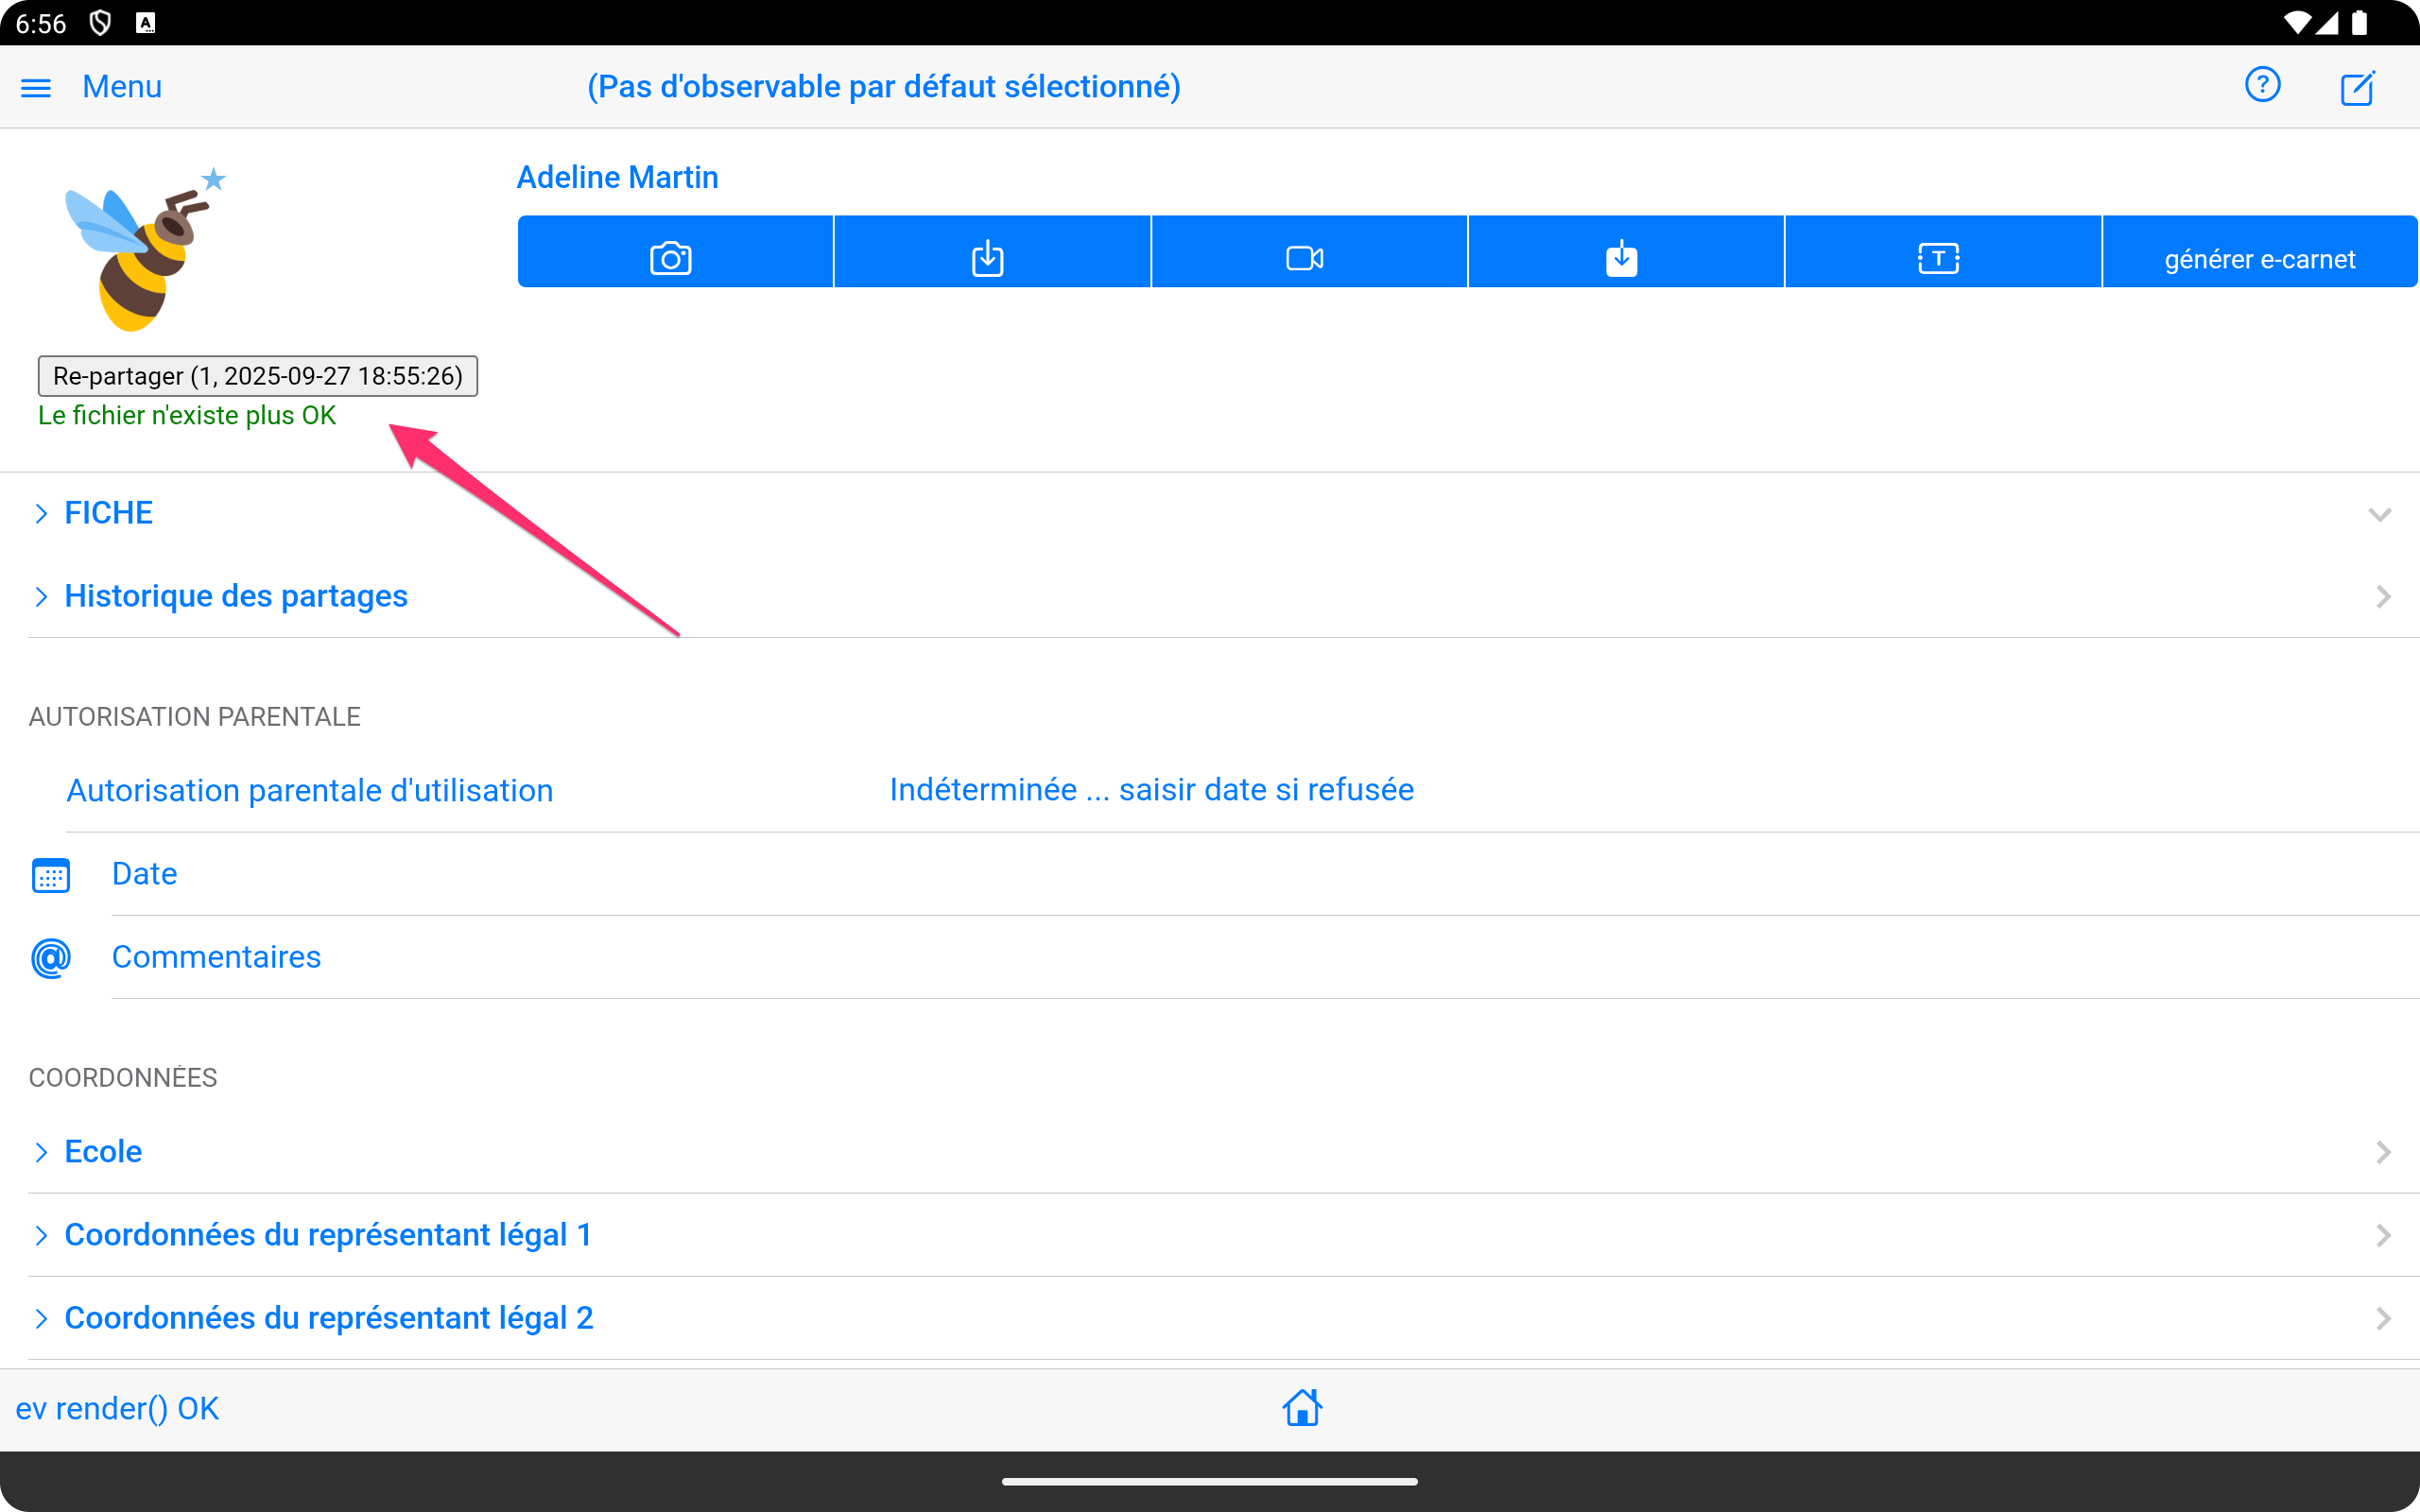 6:56
A
Menu
(Pas d'observable par défaut sélectionné)
?
Adeline Martin
T
générer e-carnet
Re-partager (1, 2025-09-27 18:55:26)
Le fichier n'existe plus OK
FICHE
Historique des partages
AUTORISATION PARENTALE
Autorisation parentale d'utilisation
Indéterminée ... saisir date si refusée
Date
@
Commentaires
COORDONNÉES
Ecole
Coordonnées du représentant légal 1
Coordonnées du représentant légal 2
ev render() OK